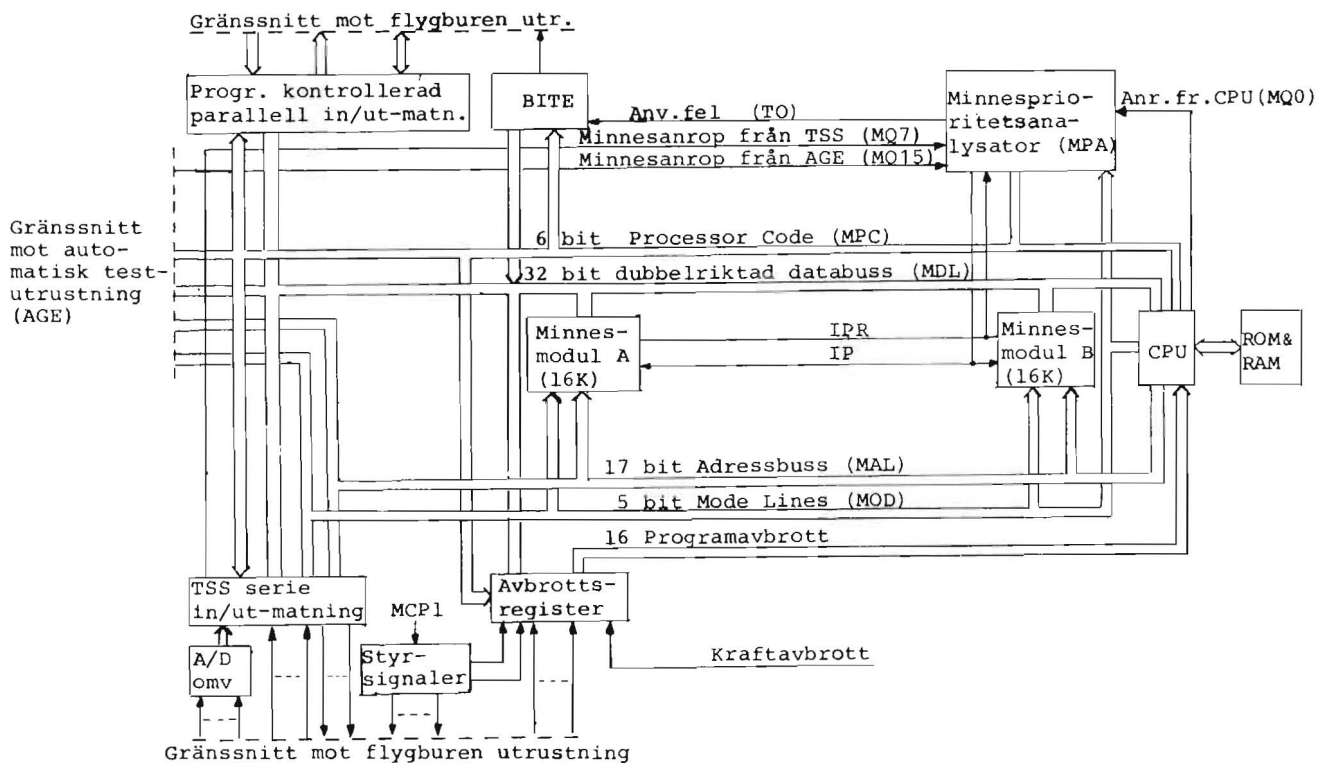 Gränssnitt mot flygburen utr.
Progr. kontrollerad
parallell in/ut-matn.
BITE
Anv.fel (TO)
Minnesanrop från TSS (MQ7)
Minnesanrop från AGE (MQ15)
Minnesprio-
ritetsana-
lysator (MPA)
Anr.fr.CPU(MQ0)
Gränssnitt
mot auto-
matisk test-
utrustning
(AGE)
6 bit Processor Code (MPC)
32 bit dubbelriktad databuss (MDL)
Minnes-
modul A
(16K)
IPR
IP
Minnes-
modul B
(16K)
CPU
ROM&
RAM
17 bit Adressbuss (MAL)
5 bit Mode Lines (MOD)
16 Programavbrott
TSS serie
in/ut-matning
A/D
omv
MCP1
Styr-
signaler
Avbrotts-
register
Kraftavbrott
Gränssnitt mot flygburen utrustning